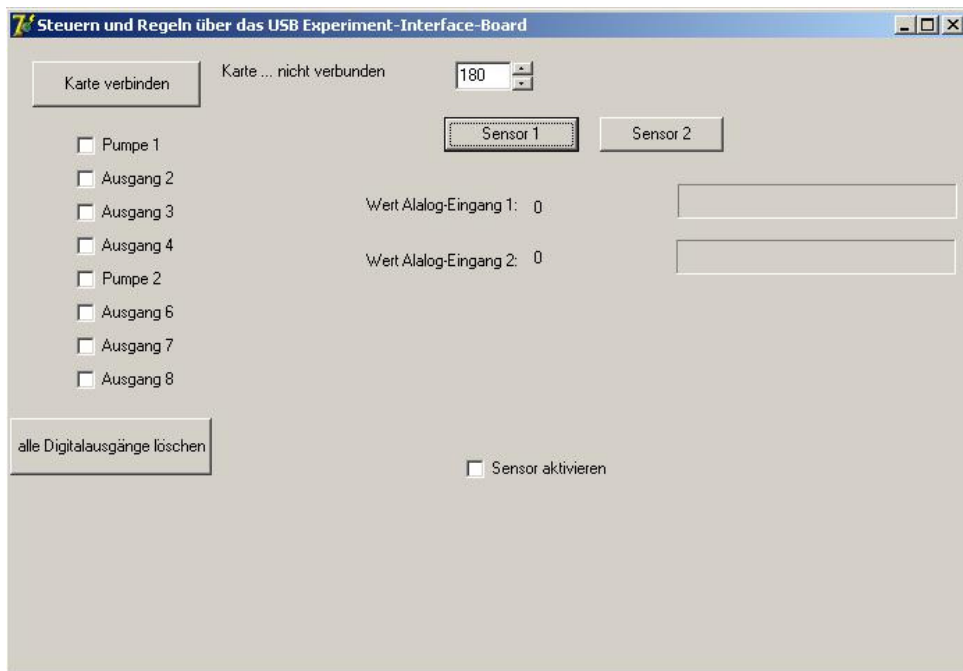 Steuern und Regeln über das USB Experiment-Interface-Board
Karte verbinden
Karte ... nicht verbunden
180
Sensor 1
Sensor 2
Pumpe 1
Ausgang 2
Ausgang 3
Ausgang 4
Pumpe 2
Ausgang 6
Ausgang 7
Ausgang 8
Wert Alalog-Eingang 1: 0
Wert Alalog-Eingang 2: 0
alle Digitalausgänge löschen
Sensor aktivieren